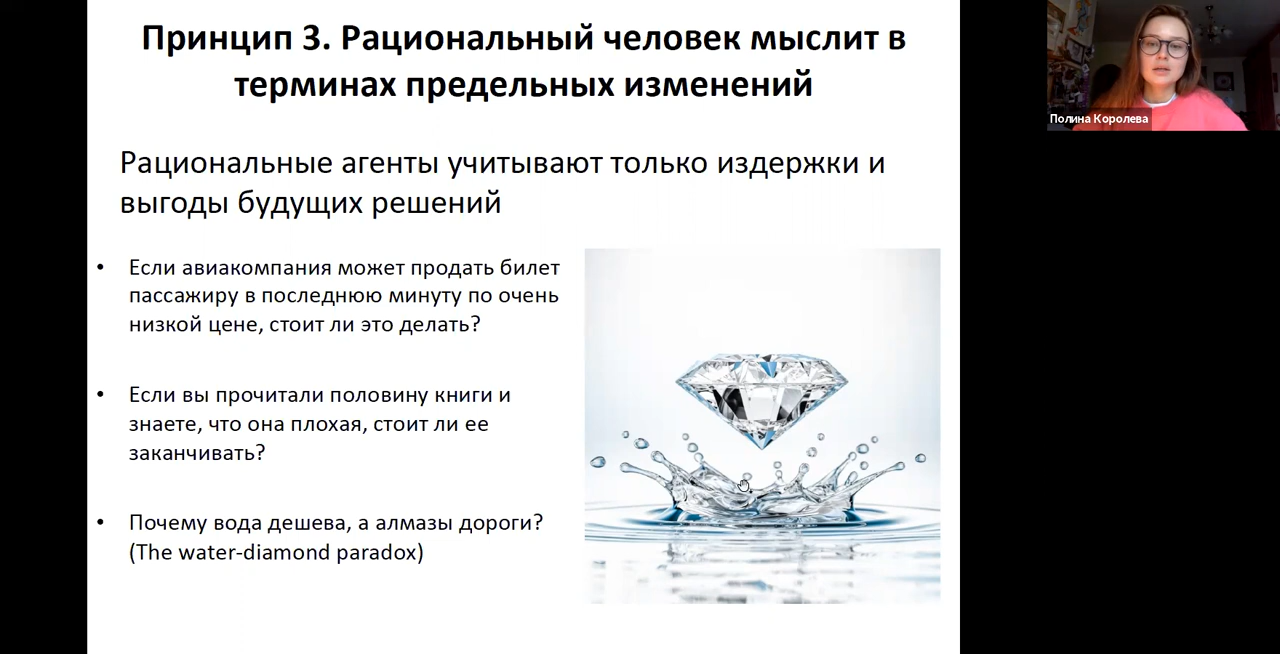 Принцип 3. Рациональный человек мыслит в
терминах предельных изменений
Рациональные агенты учитывают только издержки и
выгоды будущих решений
• Если авиакомпания может продать билет
пассажиру в последнюю минуту по очень
низкой цене, стоит ли это делать?
• Если вы прочитали половину книги и
знаете, что она плохая, стоит ли ее
заканчивать?
• Почему вода дешева, а алмазы дороги?
(The water-diamond paradox)
Полина Королева